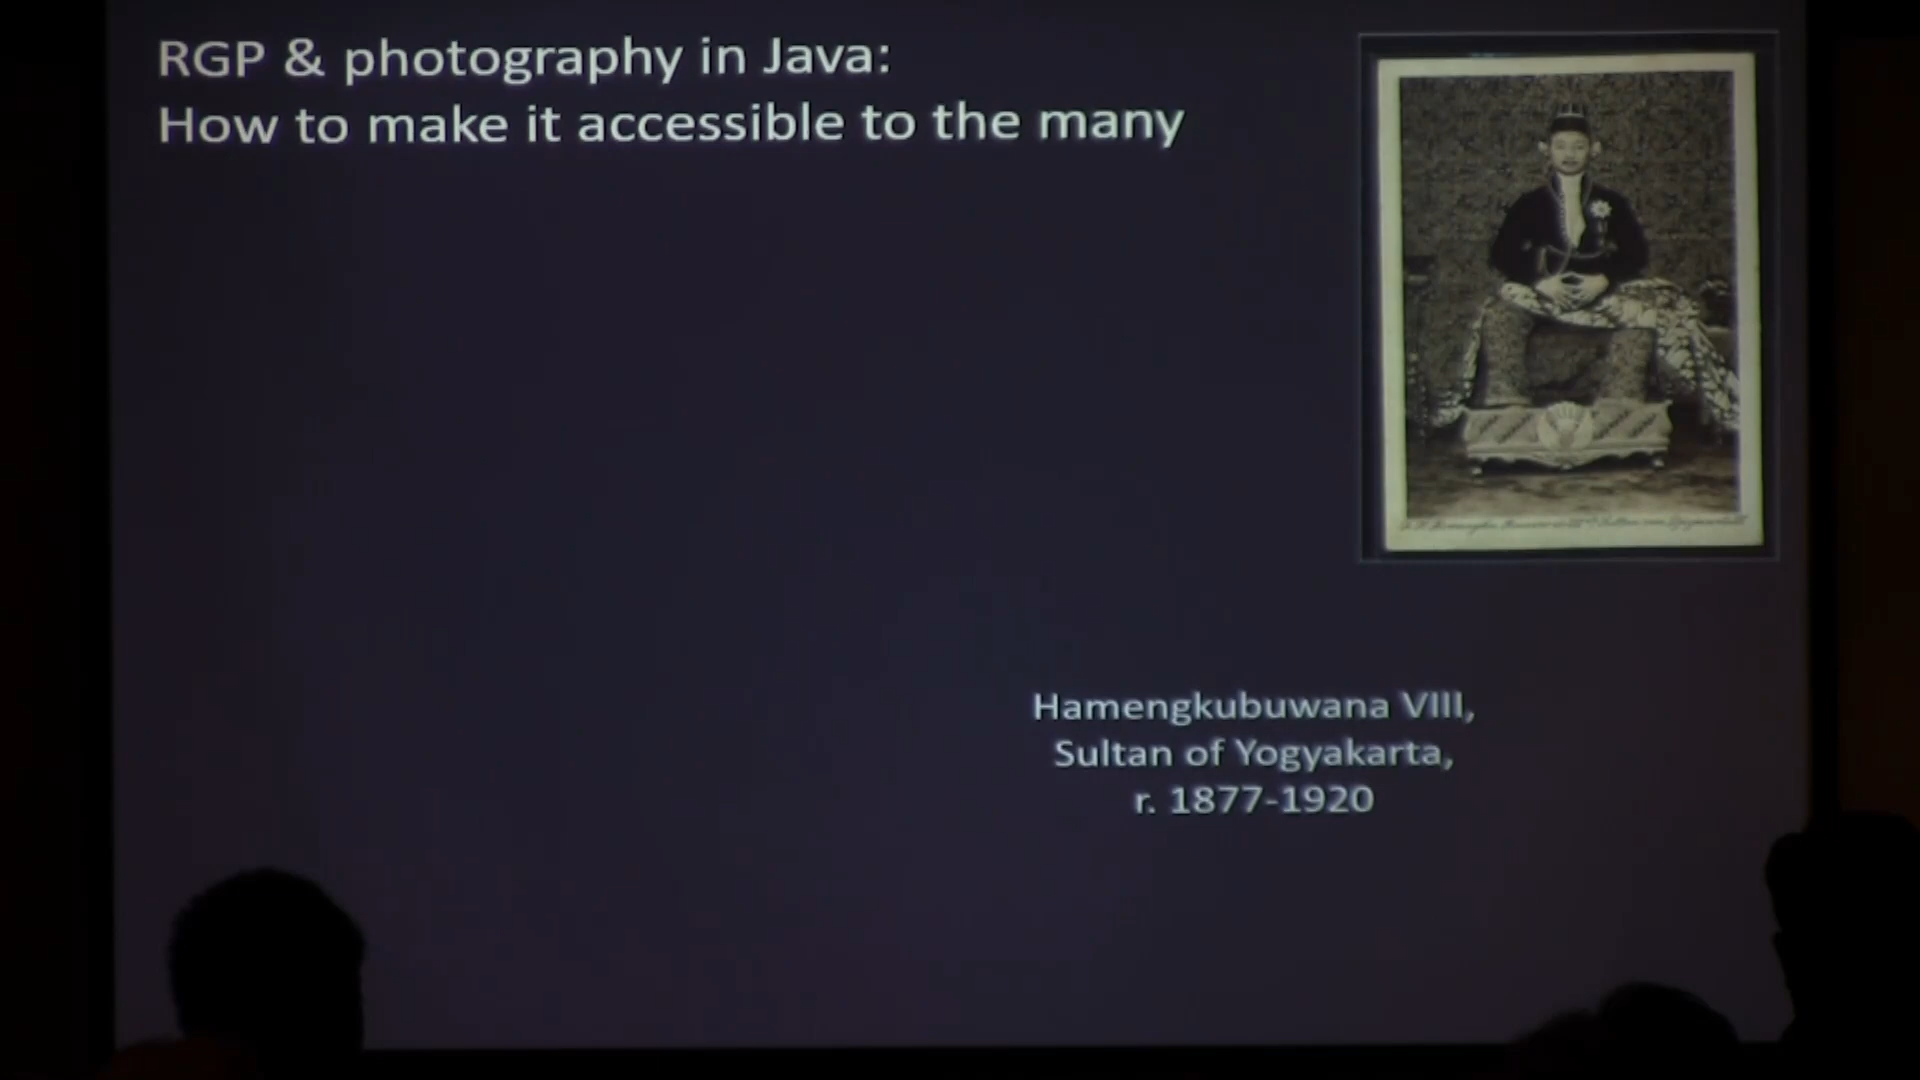 RGP & photography in Java:
How to make it accessible to the many
Hamengkubuwana VIII,
Sultan of Yogyakarta,
r. 1877-1920